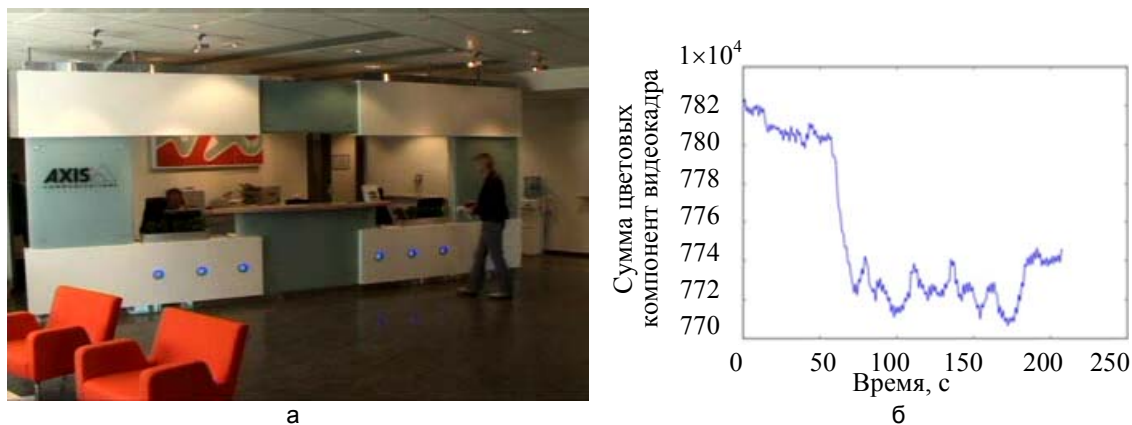 AXIS
COMMUNICATIONS
а
1×10⁴
782
780
778
776
774
772
770
Сумма цветовых
компонент видеокадра
0 50 100 150 200 250
Время, с
б